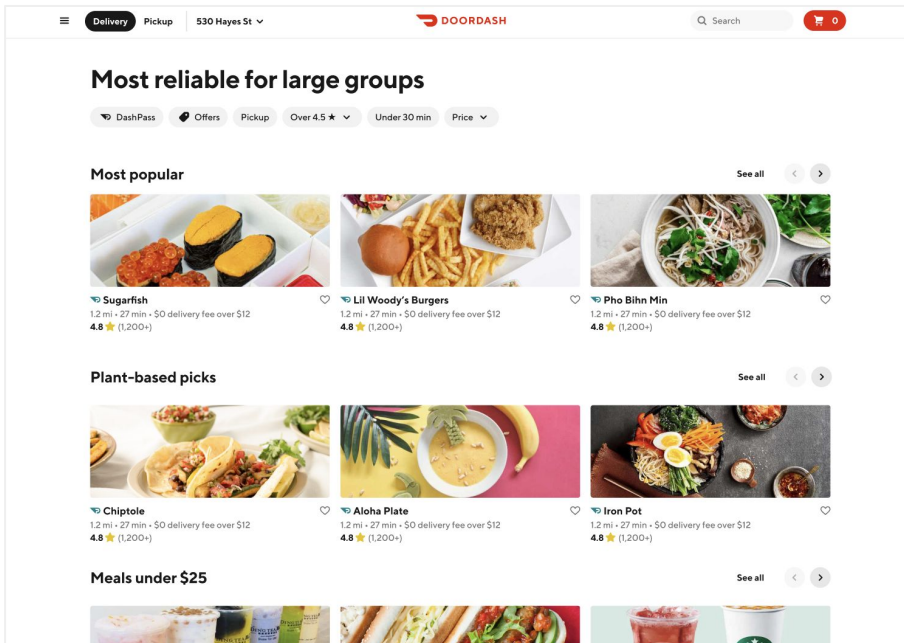 Delivery Pickup 530 Hayes St DOORDASH Search 0
Most reliable for large groups
DashPass Offers Pickup Over 4.5 ★ Under 30 min Price
Most popular See all
Sugarfish
1.2 mi • 27 min • $0 delivery fee over $12
4.8 ★ (1,200+)
Lil Woody's Burgers
1.2 mi • 27 min • $0 delivery fee over $12
4.8 ★ (1,200+)
Pho Bihn Min
1.2 mi • 27 min • $0 delivery fee over $12
4.8 ★ (1,200+)
Plant-based picks See all
Chiptole
1.2 mi • 27 min • $0 delivery fee over $12
4.8 ★ (1,200+)
Aloha Plate
1.2 mi • 27 min • $0 delivery fee over $12
4.8 ★ (1,200+)
Iron Pot
1.2 mi • 27 min • $0 delivery fee over $12
4.8 ★ (1,200+)
Meals under $25 See all